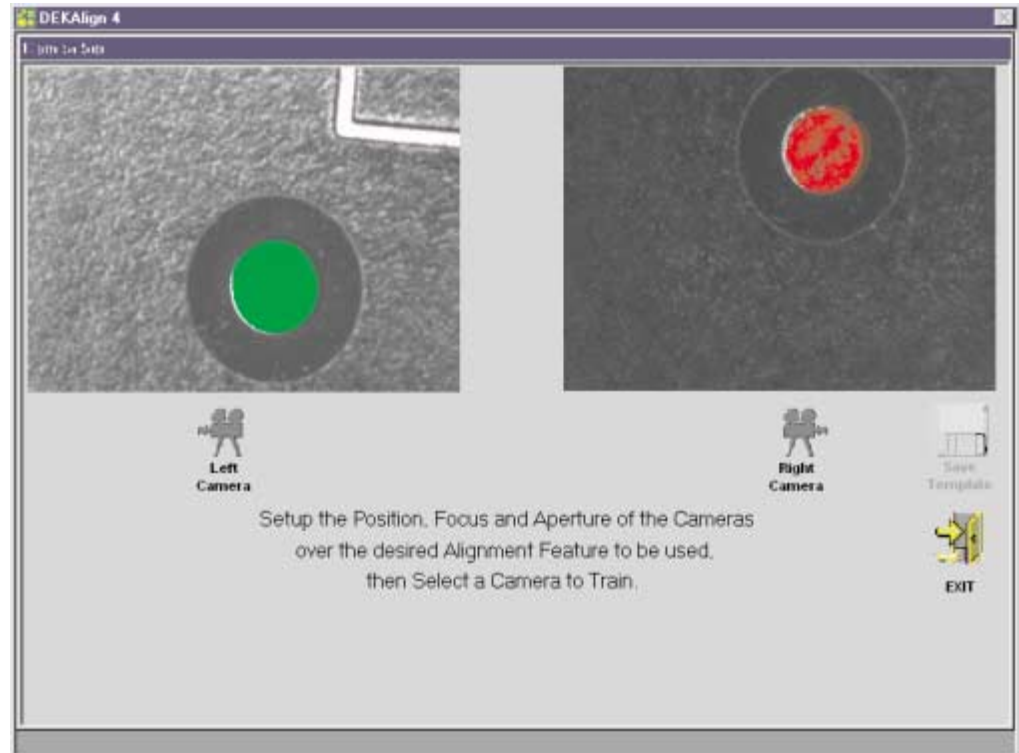 DEKAlign 4
Left
Camera
Right
Camera
Save
Template
Setup the Position, Focus and Aperture of the Cameras
over the desired Alignment Feature to be used,
then Select a Camera to Train.
EXIT